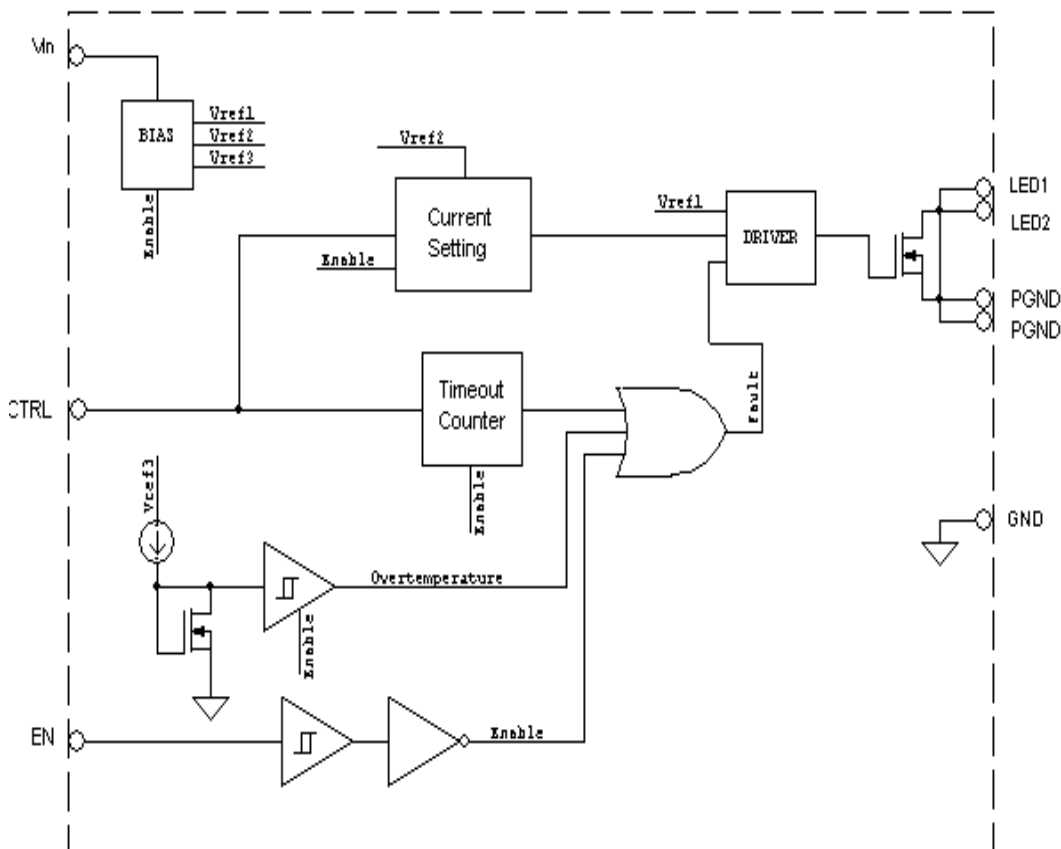 Vin
BIAS
Vref1
Vref2
Vref3
Enable
Vref2
Current
Setting
Enable
Vref1
DRIVER
LED1
LED2
PGND
PGND
CTRL
Timeout
Counter
Enable
Fault
Vref3
GND
Overtemperature
Enable
EN
Enable